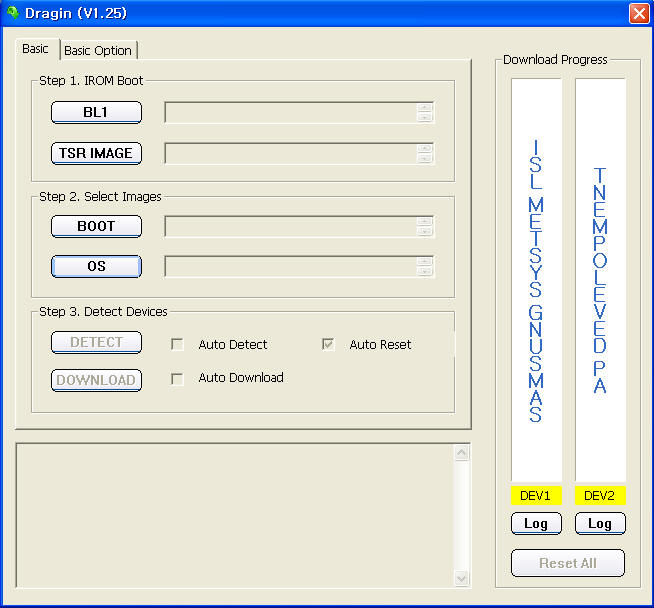 Dragin (V1.25)
Basic
Basic Option
Step 1. IROM Boot
BL1
TSR IMAGE
Step 2. Select Images
BOOT
OS
Step 3. Detect Devices
DETECT
Auto Detect
Auto Reset
DOWNLOAD
Auto Download
Download Progress
ISL METSYS GNUSMAS
TNEMPOLEVED PA
DEV1
DEV2
Log
Log
Reset All